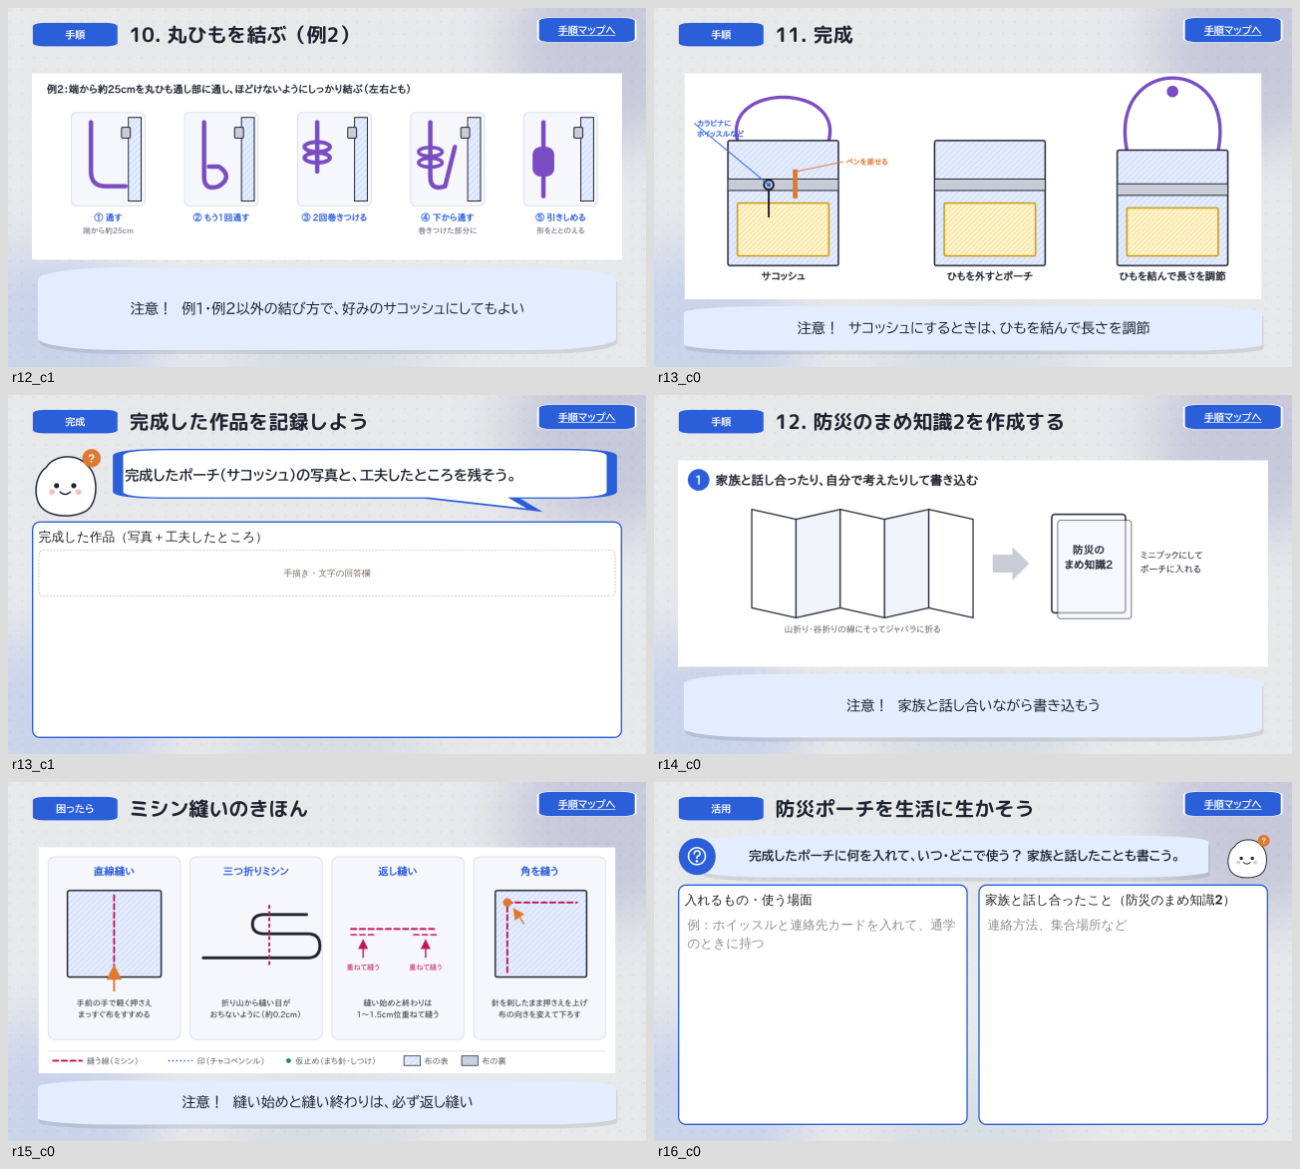 手順
10. 丸ひもを結ぶ（例2）
手順マップへ
例2：端から約25cmを丸ひも通し部に通し、ほどけないようにしっかり結ぶ（左右とも）
① 通す
端から約25cm
② もう1回通す
③ 2回巻きつける
④ 下から通す
巻きつけた部分に
⑤ 引きしめる
形をととのえる
注意！ 例1・例2以外の結び方で、好みのサコッシュにしてもよい
r12_c1
手順
11. 完成
手順マップへ
カラビナに
ホイッスルなど
ペンを差せる
サコッシュ
ひもを外すとポーチ
ひもを結んで長さを調節
注意！ サコッシュにするときは、ひもを結んで長さを調節
r13_c0
完成
完成した作品を記録しよう
手順マップへ
?
完成したポーチ（サコッシュ）の写真と、工夫したところを残そう。
完成した作品（写真＋工夫したところ）
手描き・文字の回答欄
r13_c1
手順
12. 防災のまめ知識2を作成する
手順マップへ
1 家族と話し合ったり、自分で考えたりして書き込む
防災の
まめ知識2
ミニブックにして
ポーチに入れる
山折り・谷折りの線にそってジャバラに折る
注意！ 家族と話し合いながら書き込もう
r14_c0
困ったら
ミシン縫いのきほん
手順マップへ
直線縫い
手前の手で軽く押さえ
まっすぐ布をすすめる
三つ折りミシン
折り山から縫い目が
おちないように（約0.2cm）
返し縫い
重ねて縫う
重ねて縫う
縫い始めと終わりは
1〜1.5cm位重ねて縫う
角を縫う
針を刺したまま押さえを上げ
布の向きを変えて下ろす
縫う線（ミシン）
印（チャコペンシル）
仮止め（まち針・しつけ）
布の表
布の裏
注意！ 縫い始めと縫い終わりは、必ず返し縫い
r15_c0
活用
防災ポーチを生活に生かそう
手順マップへ
?
完成したポーチに何を入れて、いつ・どこで使う？ 家族と話したことも書こう。
?
入れるもの・使う場面
例：ホイッスルと連絡先カードを入れて、通学
のときに持つ
家族と話し合ったこと（防災のまめ知識2）
連絡方法、集合場所など
r16_c0